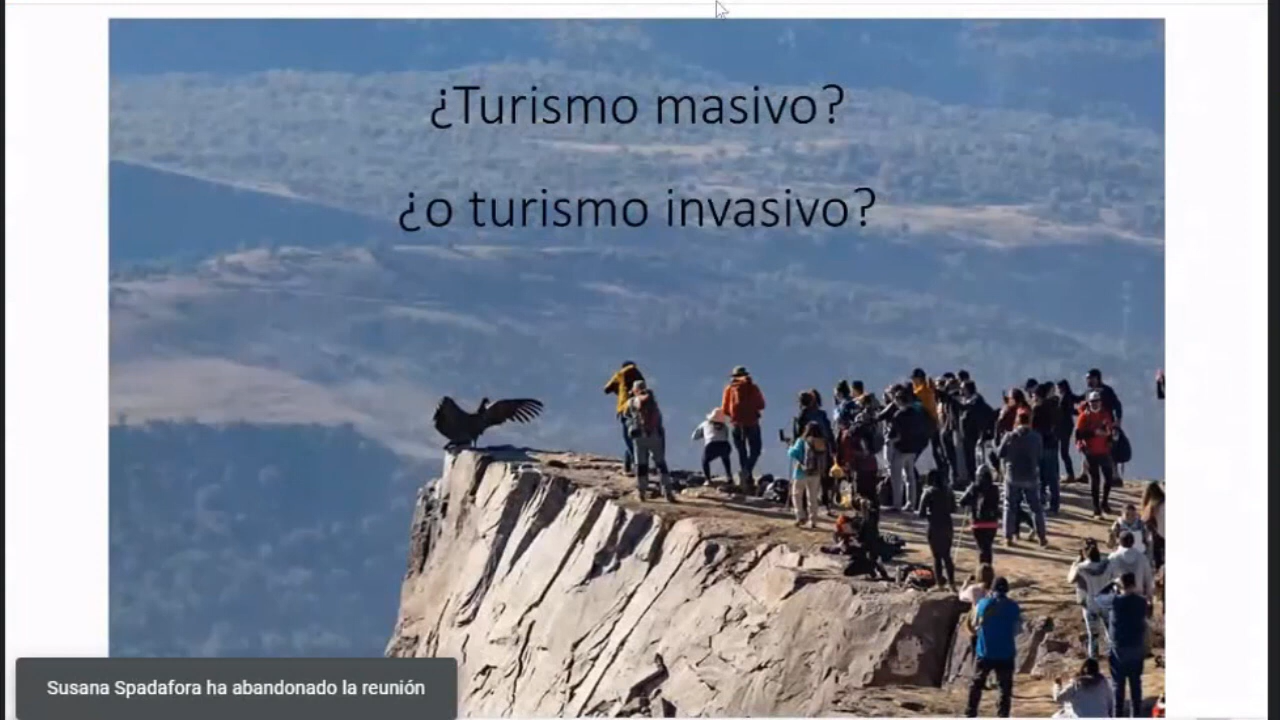 ¿Turismo masivo?
¿o turismo invasivo?
Susana Spadafora ha abandonado la reunión